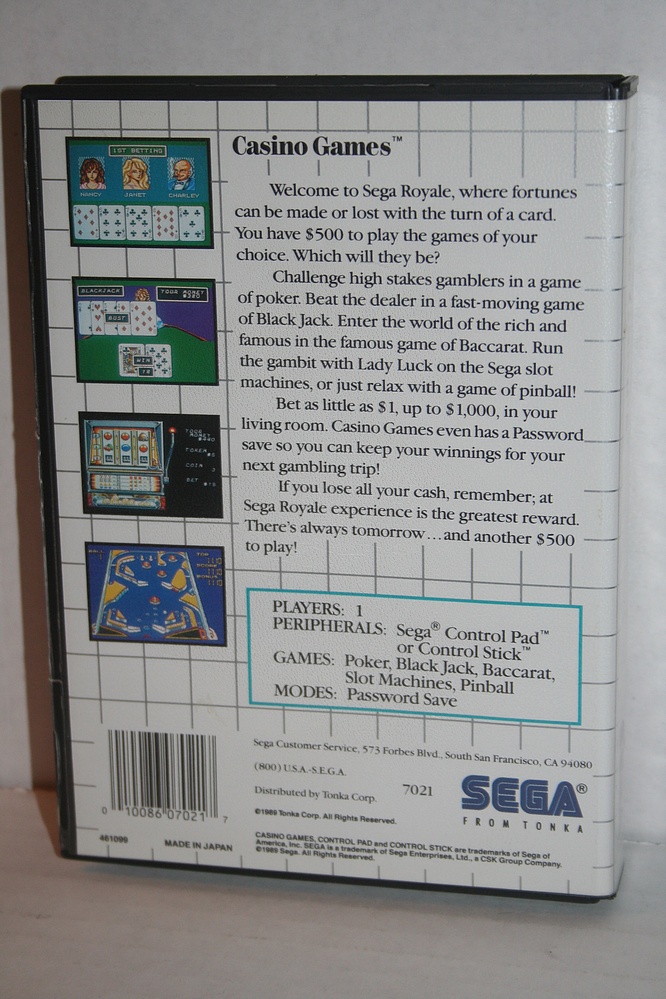 Casino Games™
Welcome to Sega Royale, where fortunes
can be made or lost with the turn of a card.
You have $500 to play the games of your
choice. Which will they be?
Challenge high stakes gamblers in a game
of poker. Beat the dealer in a fast-moving game
of Black Jack. Enter the world of the rich and
famous in the famous game of Baccarat. Run
the gambit with Lady Luck on the Sega slot
machines, or just relax with a game of pinball!
Bet as little as $1, up to $1,000, in your
living room. Casino Games even has a Password
save so you can keep your winnings for your
next gambling trip!
If you lose all your cash, remember; at
Sega Royale experience is the greatest reward.
There's always tomorrow...and another $500
to play!
1ST BETTING
NANCY JANET CHARLEY
BLACKJACK YOUR MONEY
BUST
WIN
YOUR
MONEY
TOKEN
COIN
BET
BALL TOP
SCORE
BONUS
PLAYERS: 1
PERIPHERALS: Sega® Control Pad™
or Control Stick™
GAMES: Poker, Black Jack, Baccarat,
Slot Machines, Pinball
MODES: Password Save
Sega Customer Service, 573 Forbes Blvd., South San Francisco, CA 94080
(800) U.S.A.-S.E.G.A.
Distributed by Tonka Corp. 7021
©1989 Tonka Corp. All Rights Reserved.
SEGA®
FROM TONKA
0 10086 07021 7
461099 MADE IN JAPAN
CASINO GAMES, CONTROL PAD and CONTROL STICK are trademarks of Sega of
America, Inc. SEGA is a trademark of Sega Enterprises, Ltd., a CSK Group Company.
©1989 Sega. All Rights Reserved.